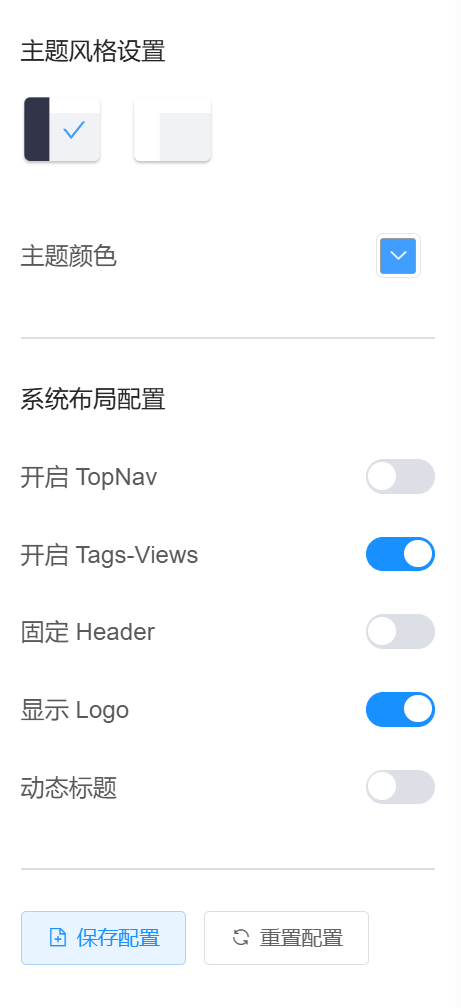 主题风格设置
主题颜色
系统布局配置
开启 TopNav
开启 Tags-Views
固定 Header
显示 Logo
动态标题
保存配置 重置配置